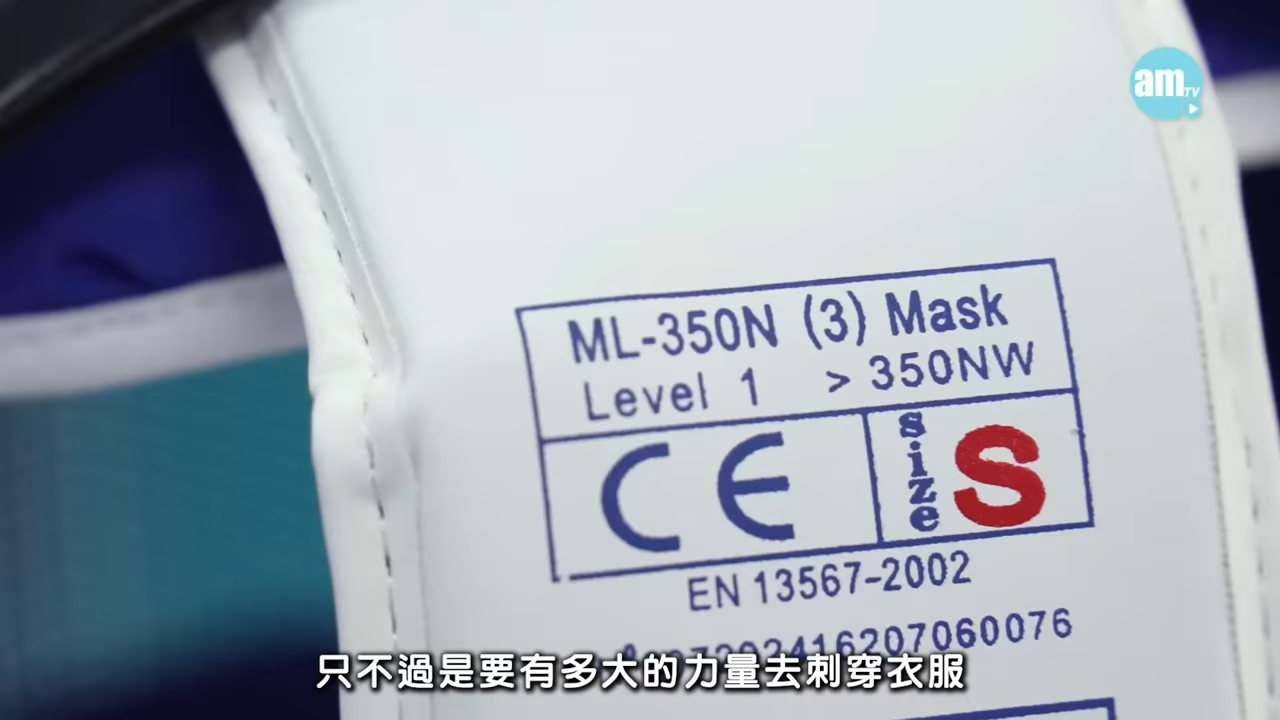 am TV
ML-350N (3) Mask
Level 1 > 350NW
CE
size S
EN 13567-2002
只不過是要有多大的力量去刺穿衣服